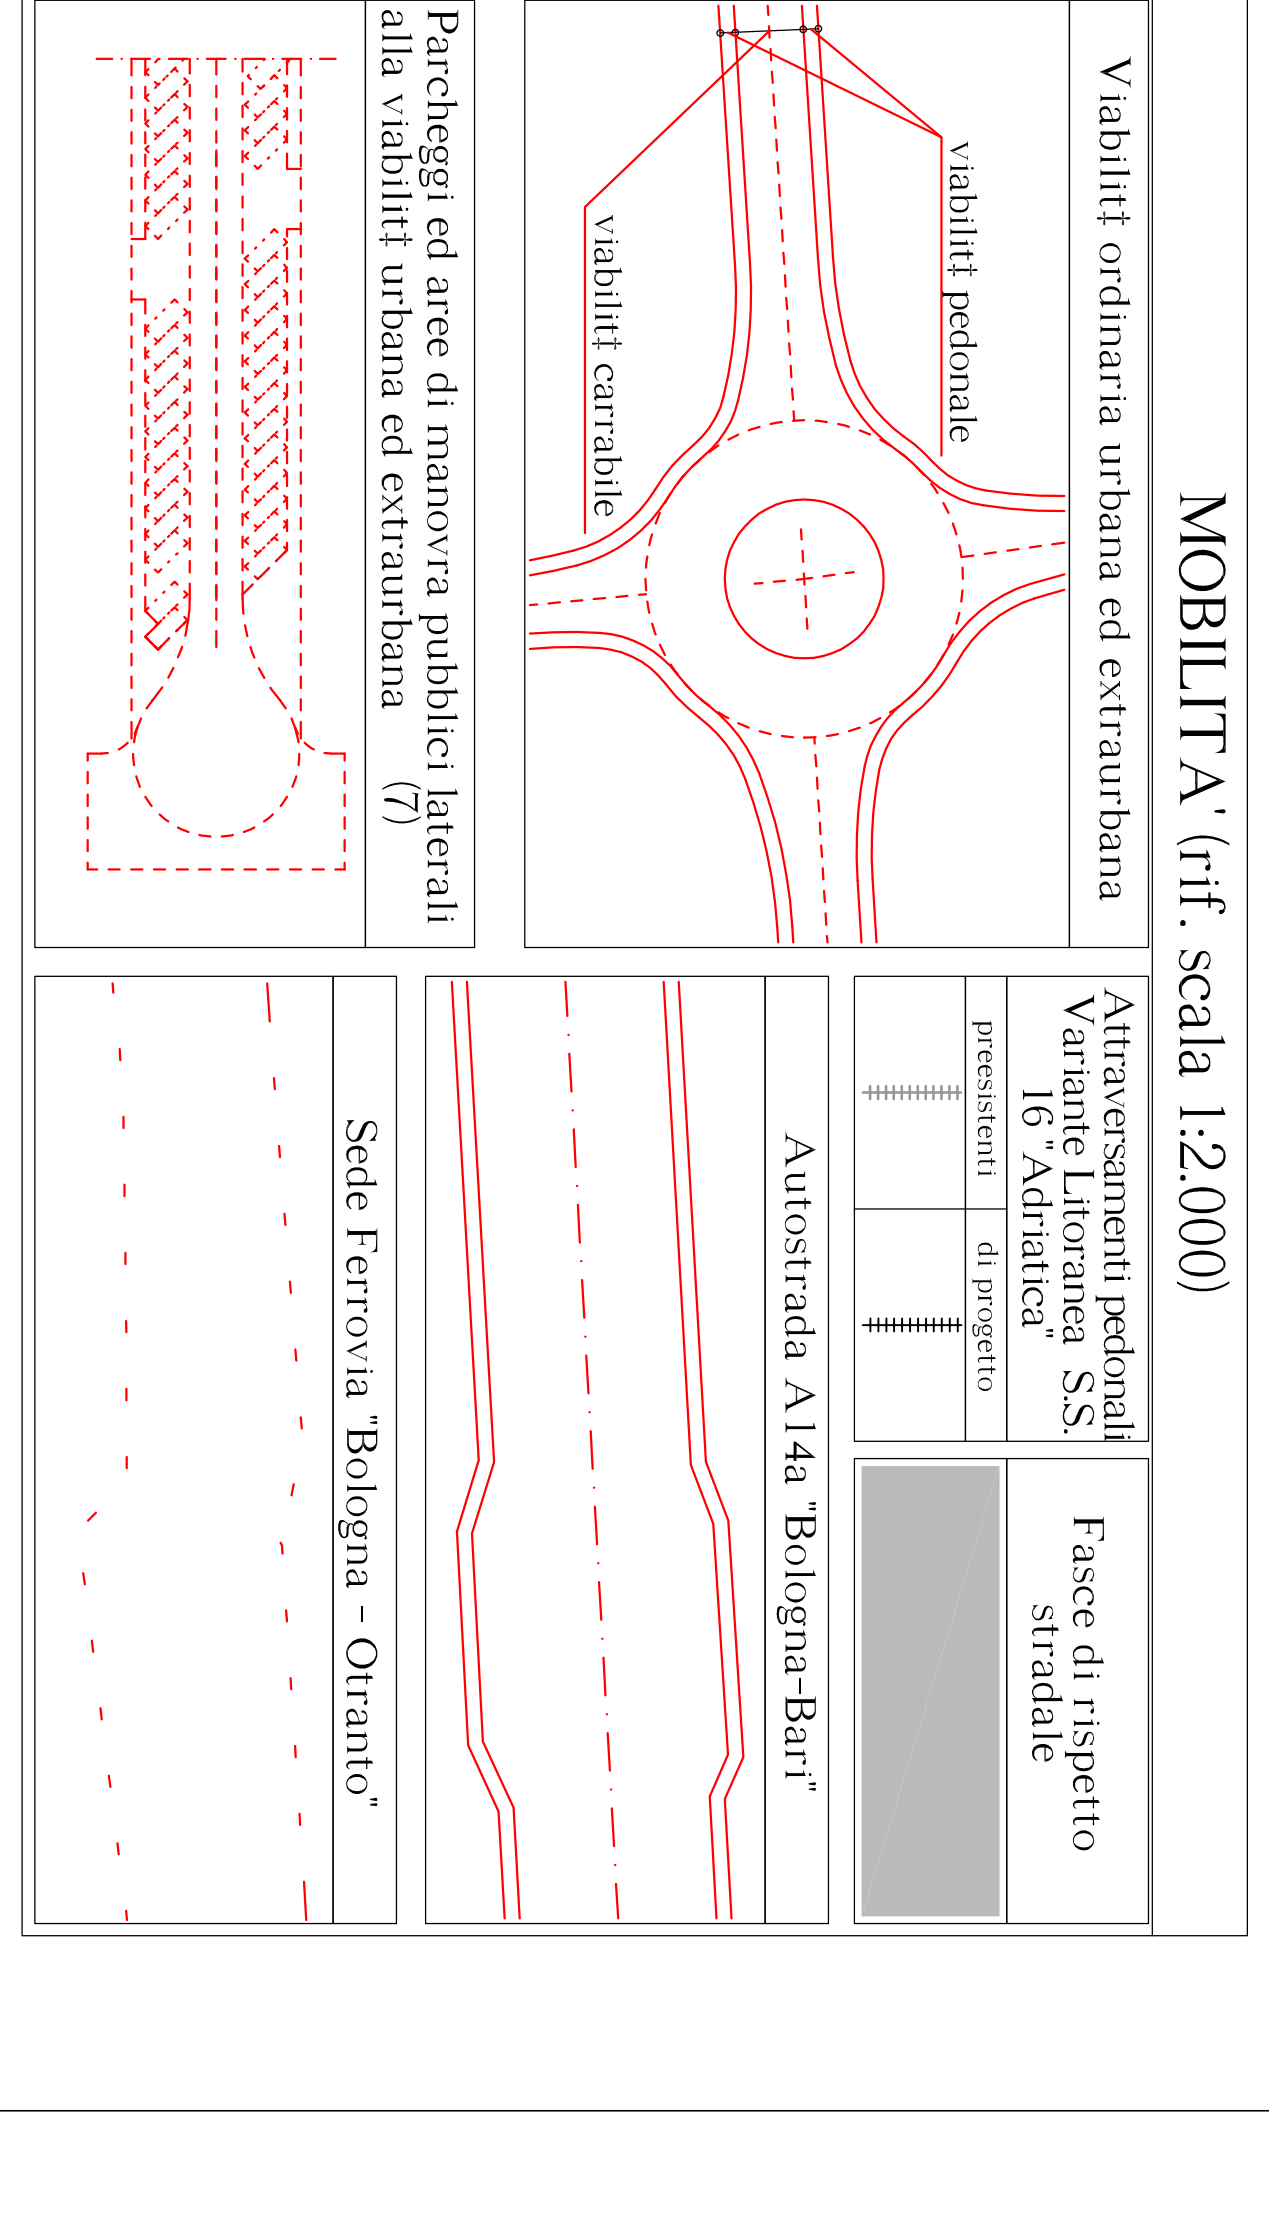 MOBILITA' (rif. scala 1:2.000)
Viabilit‡ ordinaria urbana ed extraurbana
viabilit‡ pedonale
viabilit‡ carrabile
Parcheggi ed aree di manovra pubblici laterali
alla viabilit‡ urbana ed extraurbana (7)
Attraversamenti pedonali
Variante Litoranea S.S.
16 "Adriatica"
preesistenti
di progetto
Fasce di rispetto
stradale
Autostrada A14a "Bologna-Bari"
Sede Ferrovia "Bologna - Otranto"